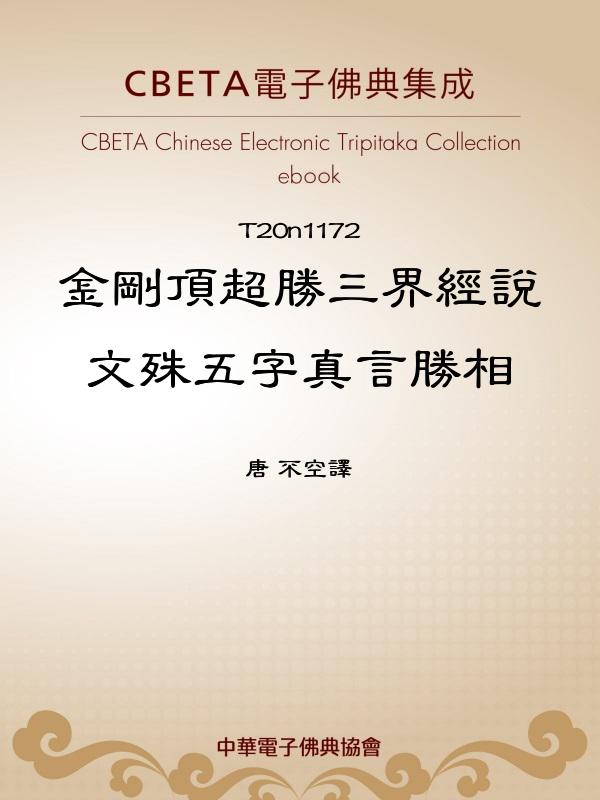 CBETA電子佛典集成
CBETA Chinese Electronic Tripitaka Collection
ebook
T20n1172
金剛頂超勝三界經說
文殊五字真言勝相
唐 不空譯
中華電子佛典協會